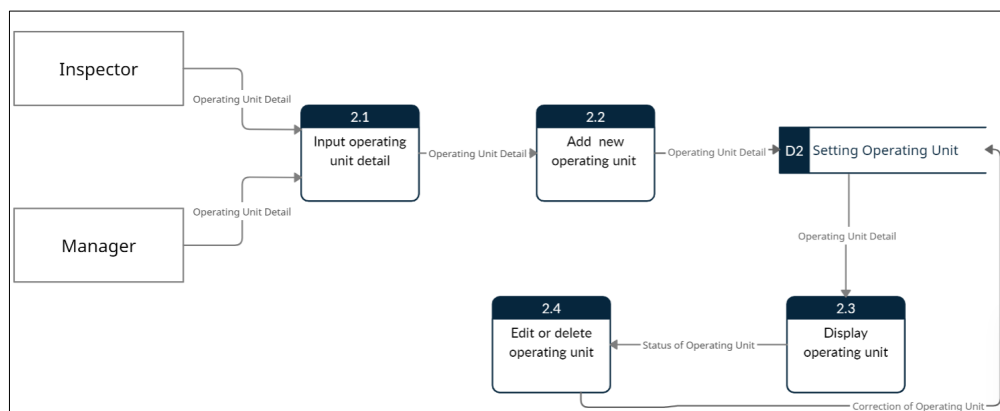 Inspector
Operating Unit Detail
2.1
Input operating
unit detail
Operating Unit Detail
2.2
Add new
operating unit
Operating Unit Detail
D2
Setting Operating Unit
Operating Unit Detail
Manager
Operating Unit Detail
2.4
Edit or delete
operating unit
Status of Operating Unit
2.3
Display
operating unit
Correction of Operating Unit